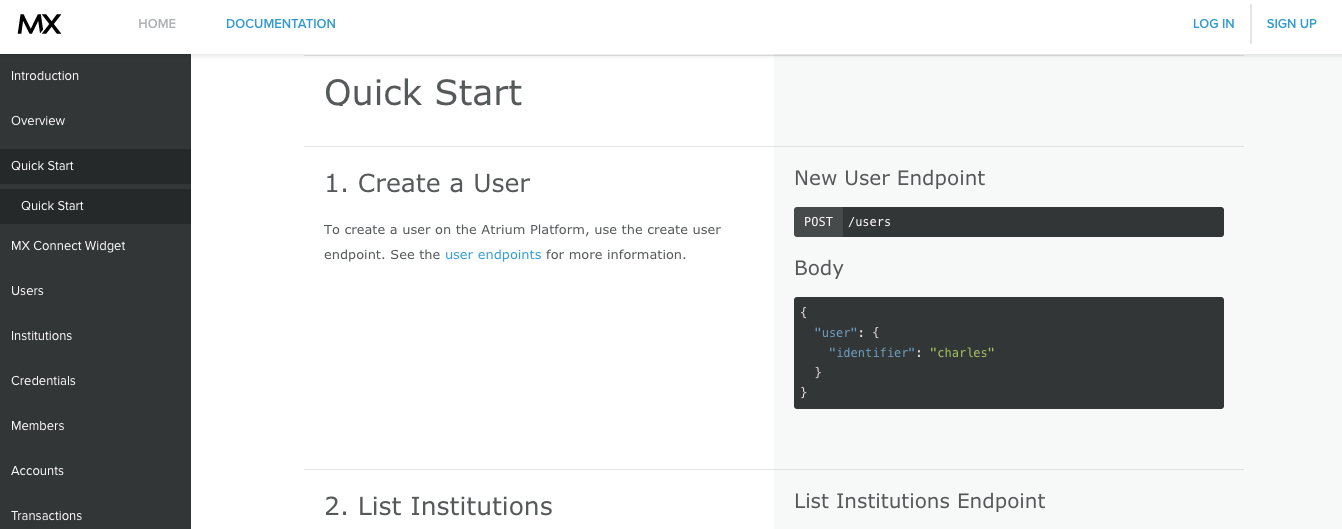 MX
HOME
DOCUMENTATION
LOG IN
SIGN UP
Introduction
Overview
Quick Start
Quick Start
MX Connect Widget
Users
Institutions
Credentials
Members
Accounts
Transactions
Quick Start
1. Create a User
To create a user on the Atrium Platform, use the create user
endpoint. See the user endpoints for more information.
New User Endpoint
POST /users
Body
{
  "user": {
    "identifier": "charles"
  }
}
2. List Institutions
List Institutions Endpoint